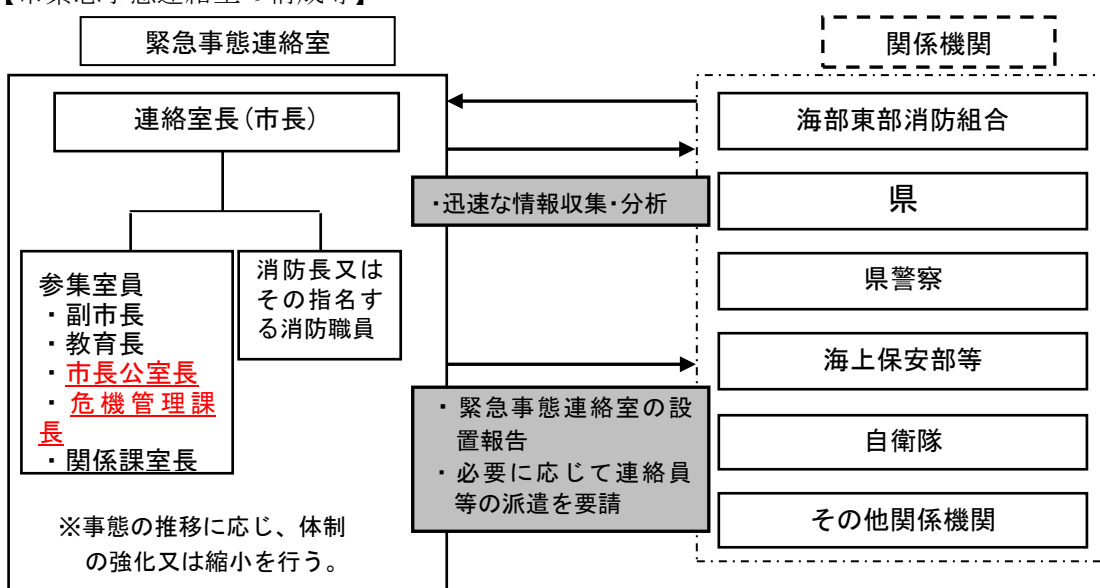 【市緊急事態連絡室の構成等】
緊急事態連絡室
連絡室長(市長)
参集室員
・副市長
・教育長
・市長公室長
・危機管理課
長
・関係課室長
消防長又は
その指名す
る消防職員
※事態の推移に応じ、体制
の強化又は縮小を行う。
・迅速な情報収集・分析
・緊急事態連絡室の設
置報告
・必要に応じて連絡員
等の派遣を要請
関係機関
海部東部消防組合
県
県警察
海上保安部等
自衛隊
その他関係機関